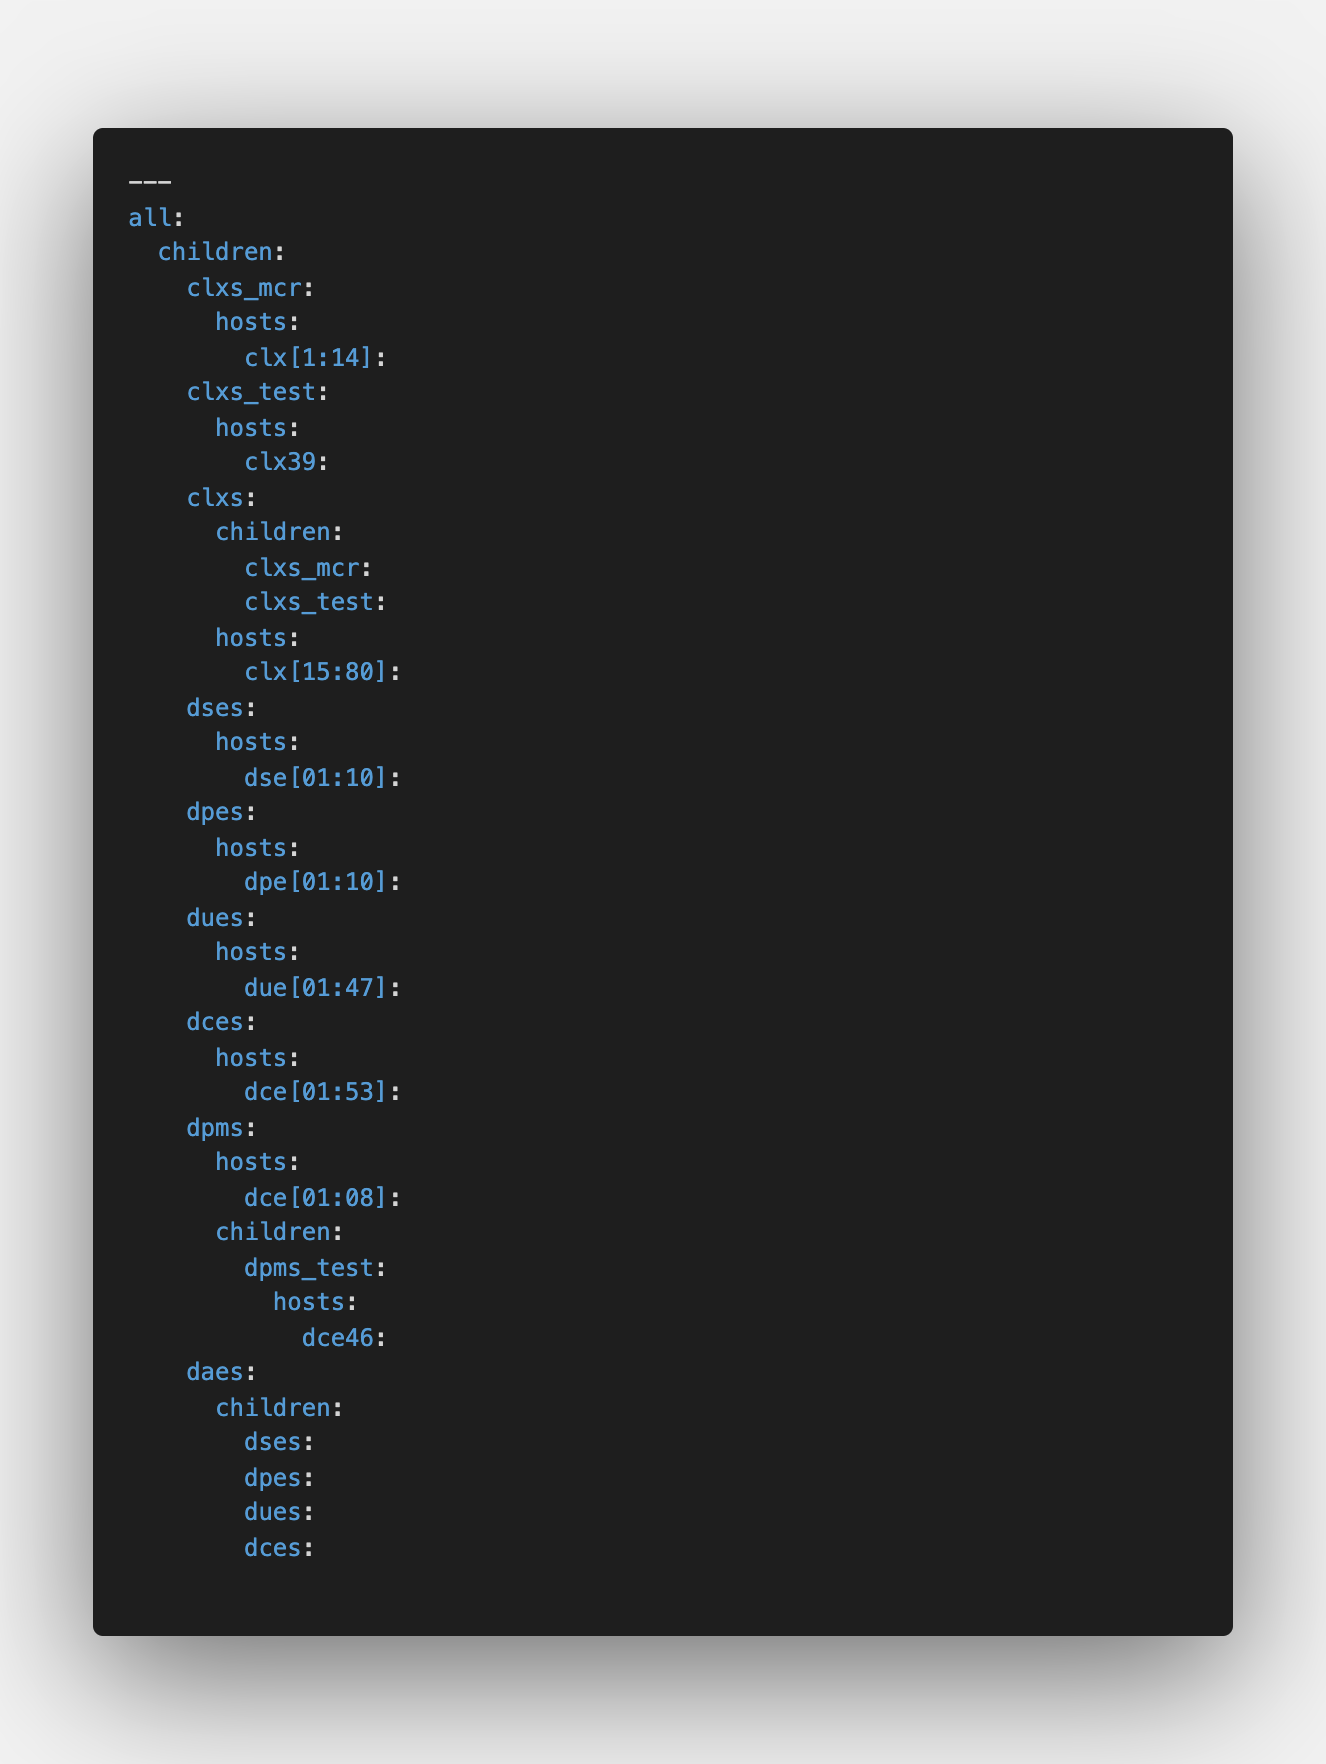 ---
all:
  children:
    clxs_mcr:
      hosts:
        clx[1:14]:
    clxs_test:
      hosts:
        clx39:
    clxs:
      children:
        clxs_mcr:
        clxs_test:
      hosts:
        clx[15:80]:
    dses:
      hosts:
        dse[01:10]:
    dpes:
      hosts:
        dpe[01:10]:
    dues:
      hosts:
        due[01:47]:
    dces:
      hosts:
        dce[01:53]:
    dpms:
      hosts:
        dce[01:08]:
      children:
        dpms_test:
          hosts:
            dce46:
    daes:
      children:
        dses:
        dpes:
        dues:
        dces: